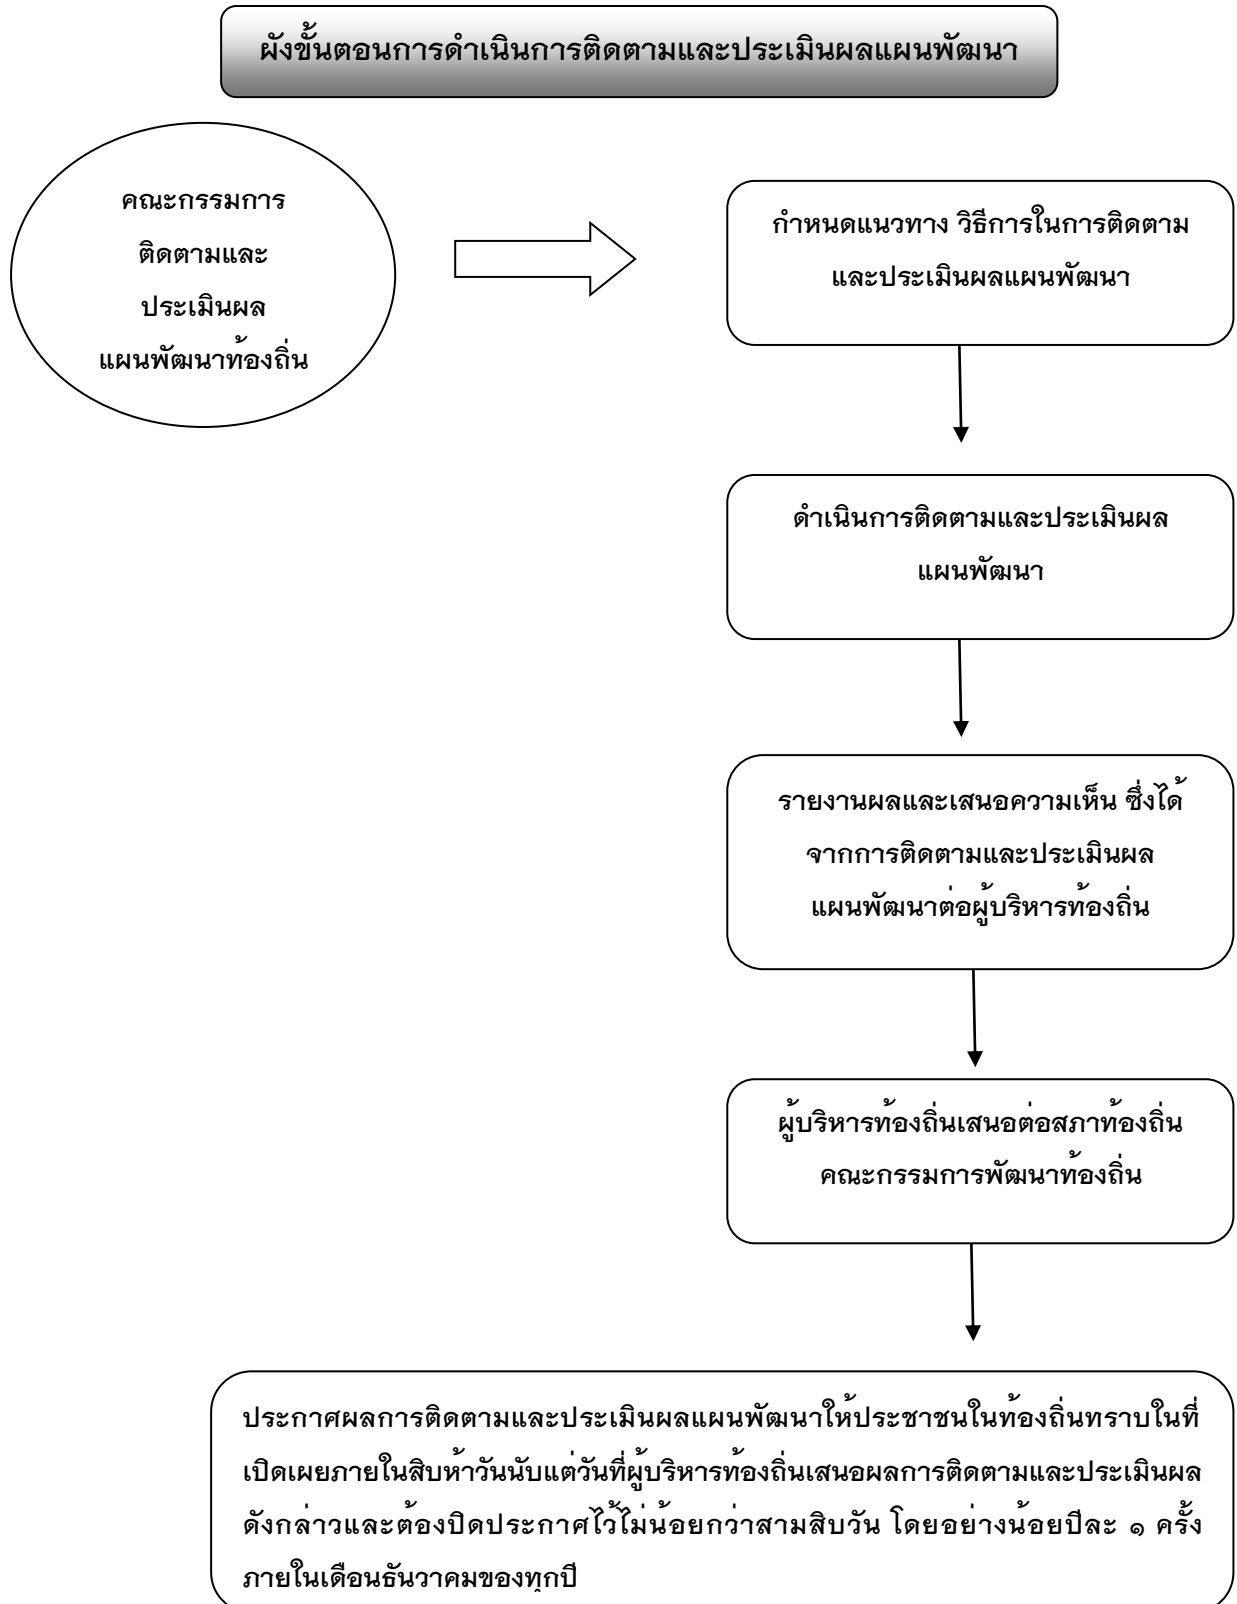 ผังขั้นตอนการดำเนินการติดตามและประเมินผลแผนพัฒนา
คณะกรรมการ
ติดตามและ
ประเมินผล
แผนพัฒนาท้องถิ่น
กำหนดแนวทาง วิธีการในการติดตาม
และประเมินผลแผนพัฒนา
ดำเนินการติดตามและประเมินผล
แผนพัฒนา
รายงานผลและเสนอความเห็น ซึ่งได้
จากการติดตามและประเมินผล
แผนพัฒนาต่อผู้บริหารท้องถิ่น
ผู้บริหารท้องถิ่นเสนอต่อสภาท้องถิ่น
คณะกรรมการพัฒนาท้องถิ่น
ประกาศผลการติดตามและประเมินผลแผนพัฒนาให้ประชาชนในท้องถิ่นทราบในที่
เปิดเผยภายในสิบห้าวันนับแต่วันที่ผู้บริหารท้องถิ่นเสนอผลการติดตามและประเมินผล
ดังกล่าวและต้องปิดประกาศไว้ไม่น้อยกว่าสามสิบวัน โดยอย่างน้อยปีละ ๑ ครั้ง
ภายในเดือนธันวาคมของทุกปี